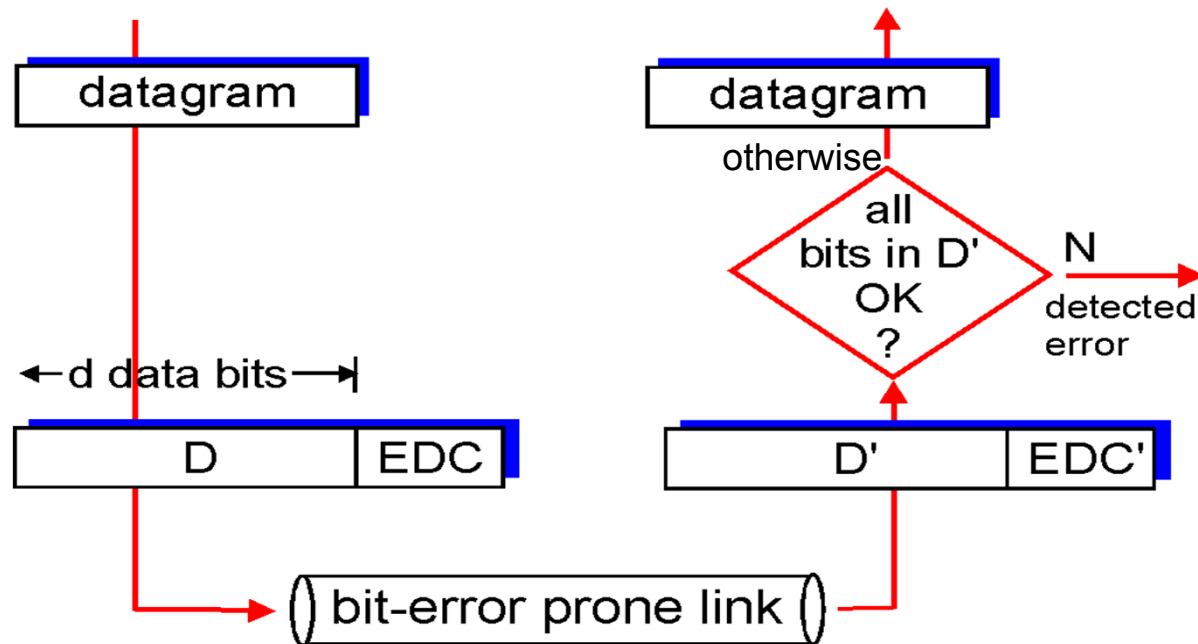 datagram
d data bits
D
EDC
bit-error prone link
datagram
otherwise
all
bits in D'
OK
?
N
detected
error
D'
EDC'